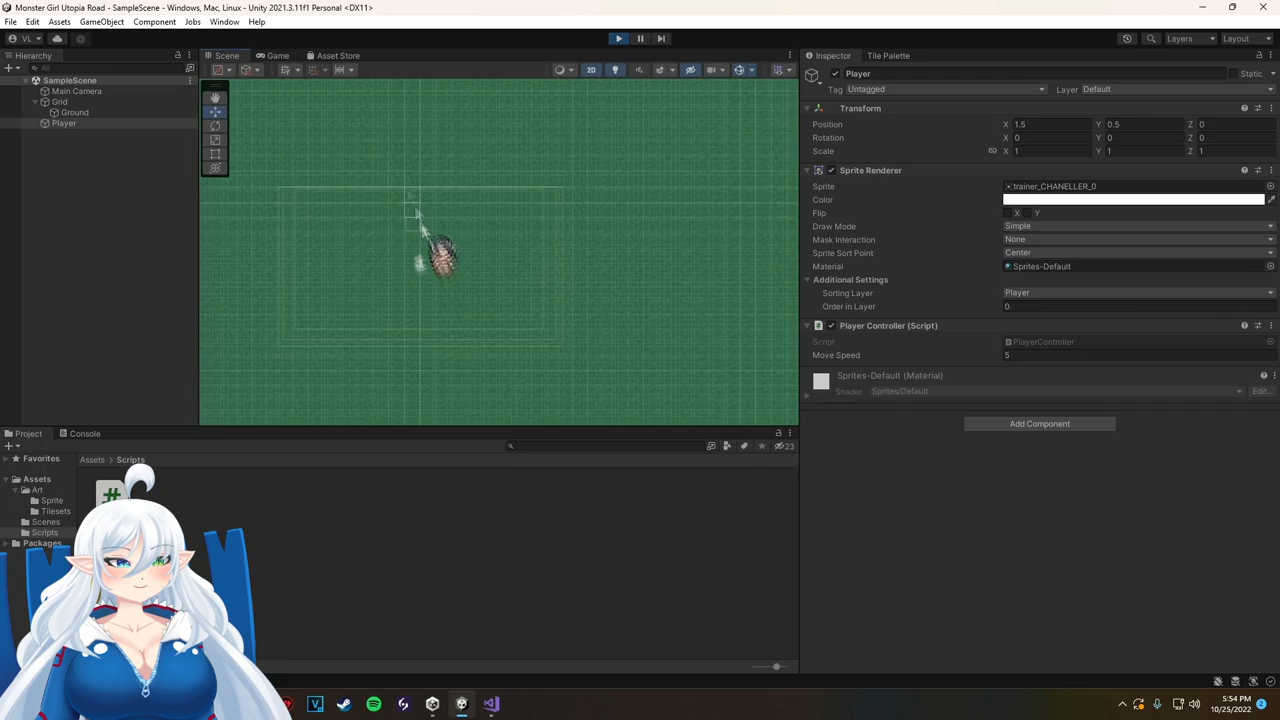 Monster Girl Utopia Road - SampleScene - Windows, Mac, Linux - Unity 2021.3.11f1 Personal <DX11>
File Edit Assets GameObject Component Jobs Window Help
VL
Layers Layout
Hierarchy
Scene Game Asset Store
Inspector Tile Palette
All
2D
SampleScene
Main Camera
Grid
Ground
Player
Player Static
Tag Untagged Layer Default
Transform
Position X 1.5 Y 0.5 Z 0
Rotation X 0 Y 0 Z 0
Scale X 1 Y 1 Z 1
Sprite Renderer
Sprite trainer_CHANELLER_0
Color
Flip X Y
Draw Mode Simple
Mask Interaction None
Sprite Sort Point Center
Material Sprites-Default
Additional Settings
Sorting Layer Player
Order in Layer 0
# Player Controller (Script)
Script PlayerController
Move Speed 5
Sprites-Default (Material)
Shader Sprites/Default Edit...
Add Component
Project Console
23
Favorites
Assets > Scripts
Assets
Art
Sprite
Tilesets
Scenes
Scripts
Packages
#
5:54 PM
10/25/2022
2